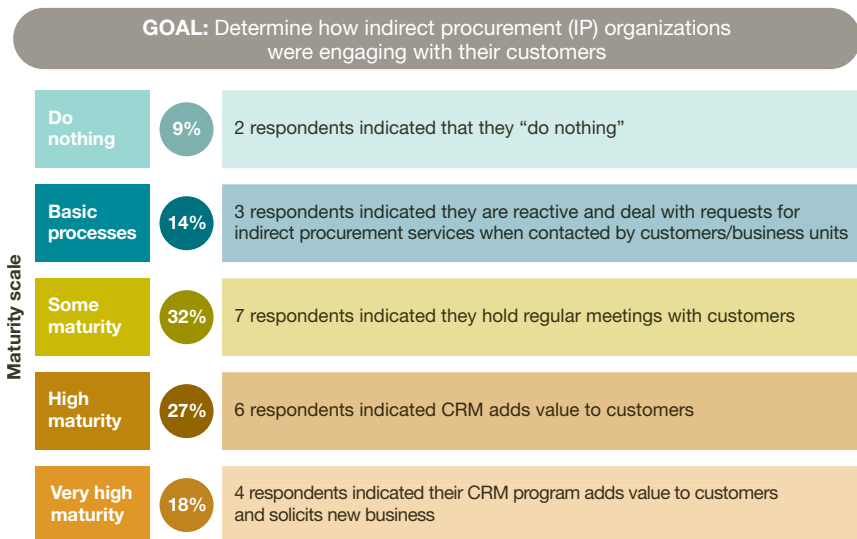 GOAL: Determine how indirect procurement (IP) organizations
were engaging with their customers
Maturity scale
Do
nothing
9%
2 respondents indicated that they “do nothing”
Basic
processes
14%
3 respondents indicated they are reactive and deal with requests for
indirect procurement services when contacted by customers/business units
Some
maturity
32%
7 respondents indicated they hold regular meetings with customers
High
maturity
27%
6 respondents indicated CRM adds value to customers
Very high
maturity
18%
4 respondents indicated their CRM program adds value to customers
and solicits new business